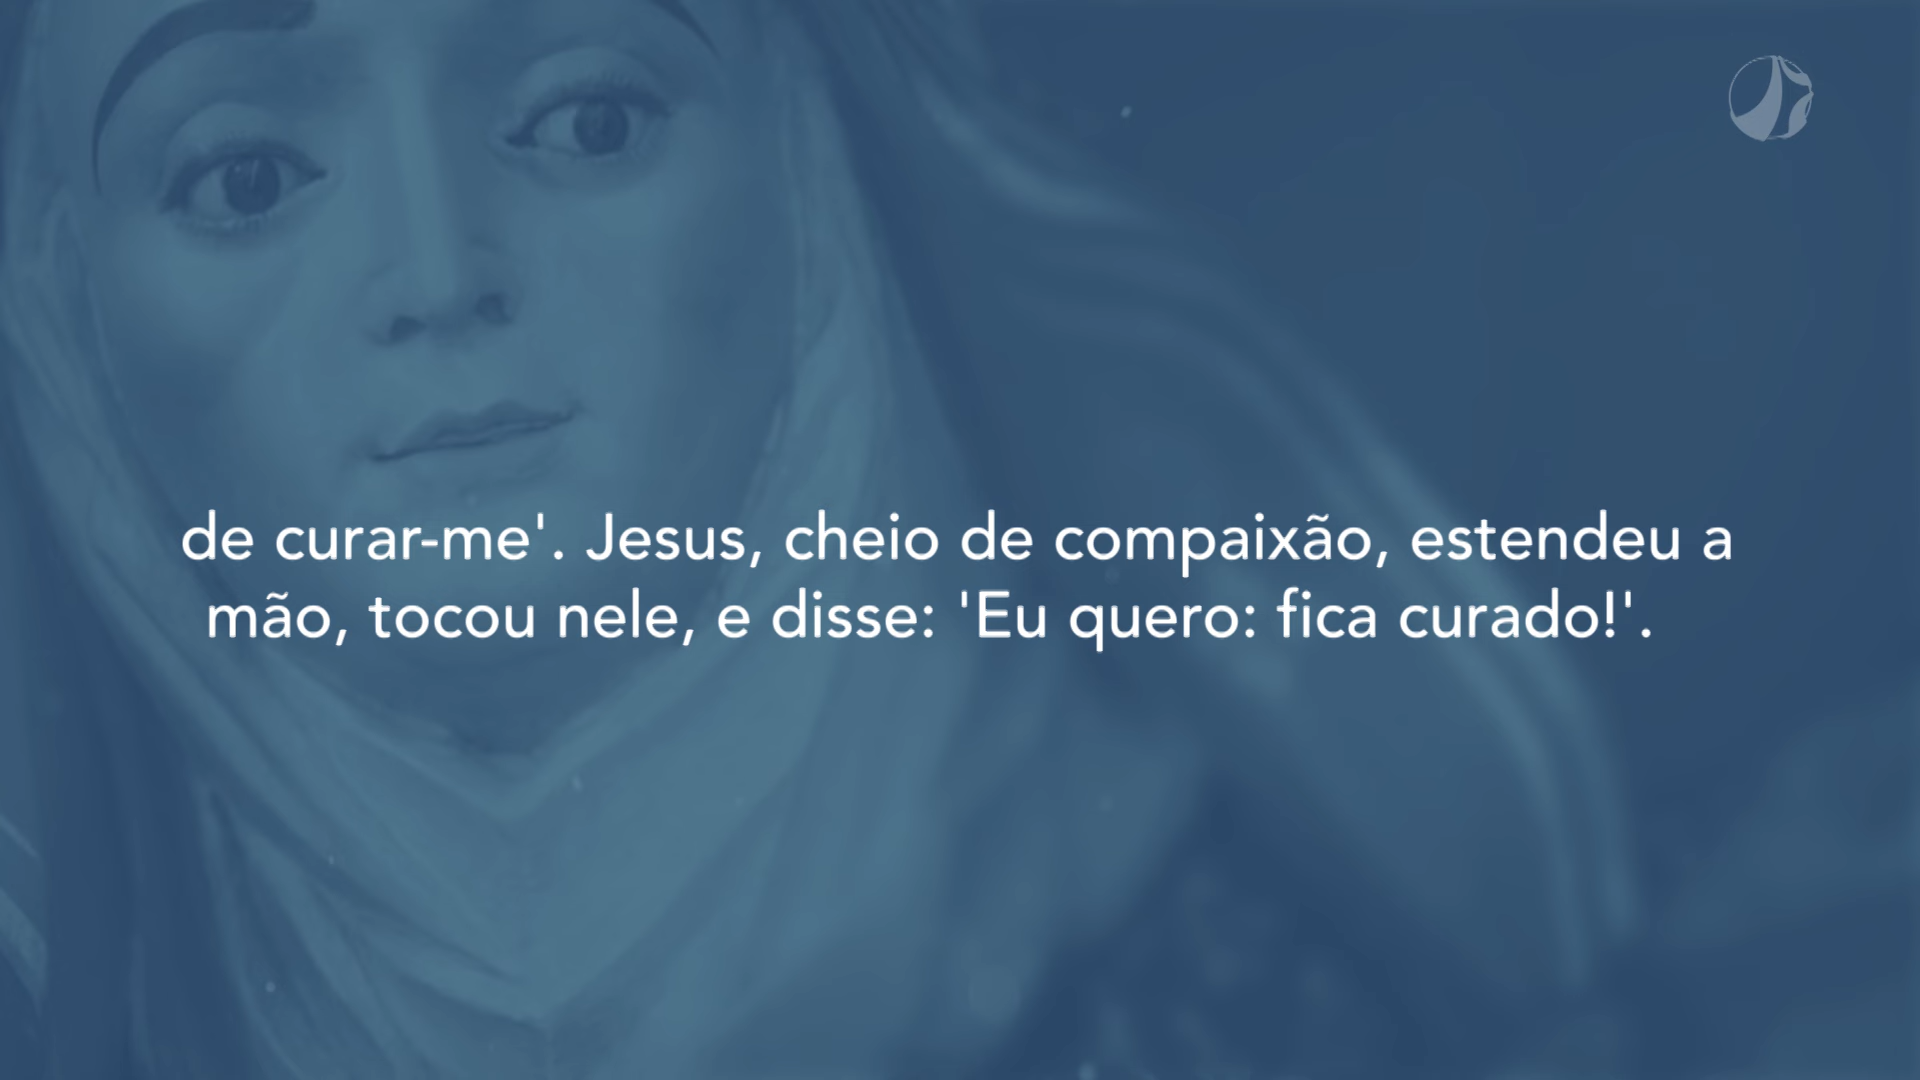 de curar-me'. Jesus, cheio de compaixão, estendeu a
mão, tocou nele, e disse: 'Eu quero: fica curado!'.